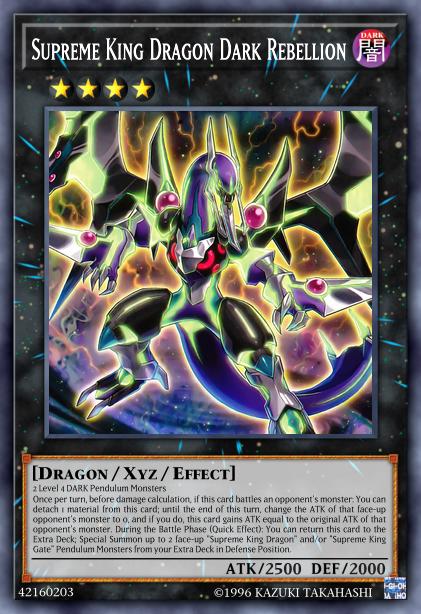 Supreme King Dragon Dark Rebellion
DARK
闇
[Dragon / Xyz / Effect]
2 Level 4 DARK Pendulum Monsters
Once per turn, before damage calculation, if this card battles an opponent's monster: You can
detach 1 material from this card; until the end of this turn, change the ATK of that face-up
opponent's monster to 0, and if you do, this card gains ATK equal to the original ATK of that
opponent's monster. During the Battle Phase (Quick Effect): You can return this card to the
Extra Deck; Special Summon up to 2 face-up "Supreme King Dragon" and/or "Supreme King
Gate" Pendulum Monsters from your Extra Deck in Defense Position.
ATK/2500 DEF/2000
42160203
©1996 KAZUKI TAKAHASHI